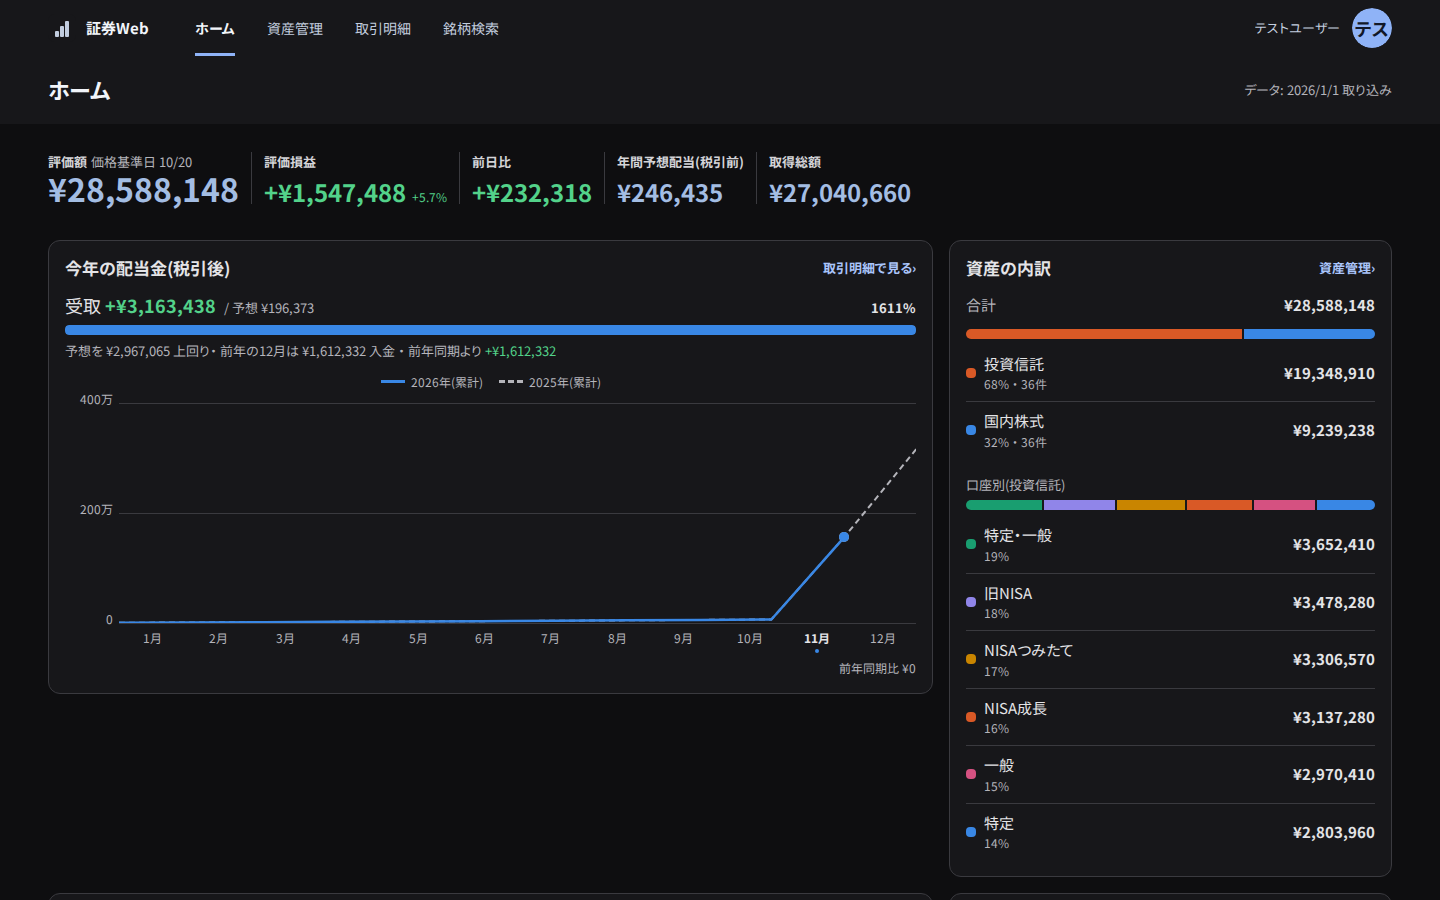 証券Web
ホーム
資産管理
取引明細
銘柄検索
テストユーザー
テス
ホーム
データ: 2026/1/1 取り込み
評価額 価格基準日 10/20
¥28,588,148
評価損益
+¥1,547,488 +5.7%
前日比
+¥232,318
年間予想配当(税引前)
¥246,435
取得総額
¥27,040,660
今年の配当金(税引後)
取引明細で見る›
受取 +¥3,163,438 / 予想 ¥196,373
1611%
予想を ¥2,967,065 上回り・前年の12月は ¥1,612,332 入金・前年同期より +¥1,612,332
2026年(累計)
2025年(累計)
400万
200万
0
1月
2月
3月
4月
5月
6月
7月
8月
9月
10月
11月
12月
前年同期比 ¥0
資産の内訳
資産管理›
合計
¥28,588,148
投資信託
68%・36件
¥19,348,910
国内株式
32%・36件
¥9,239,238
口座別(投資信託)
特定・一般
19%
¥3,652,410
旧NISA
18%
¥3,478,280
NISAつみたて
17%
¥3,306,570
NISA成長
16%
¥3,137,280
一般
15%
¥2,970,410
特定
14%
¥2,803,960